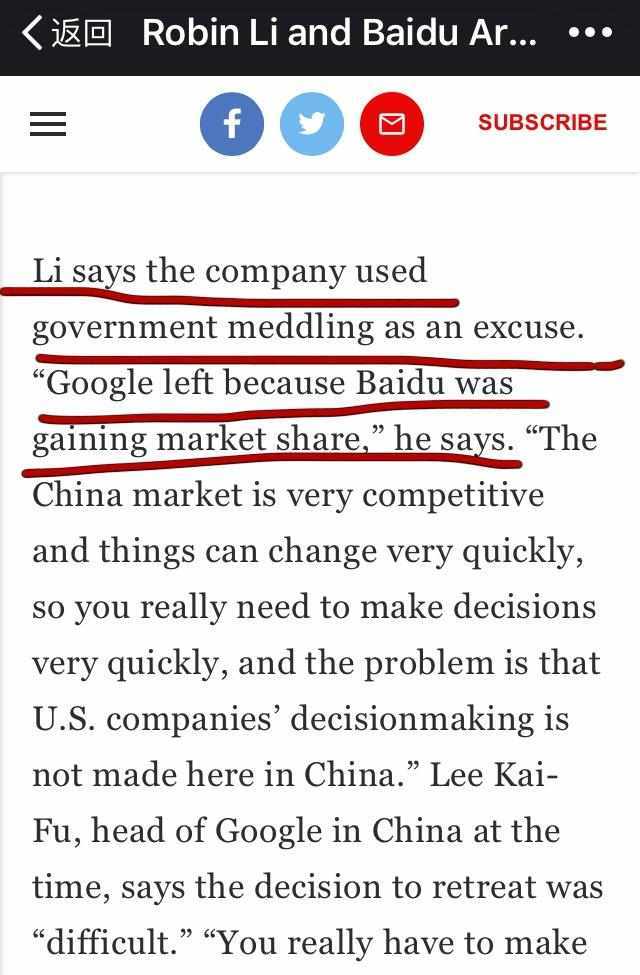 返回 Robin Li and Baidu Ar...
SUBSCRIBE
Li says the company used
government meddling as an excuse.
“Google left because Baidu was
gaining market share,” he says. “The
China market is very competitive
and things can change very quickly,
so you really need to make decisions
very quickly, and the problem is that
U.S. companies’ decisionmaking is
not made here in China.” Lee Kai-
Fu, head of Google in China at the
time, says the decision to retreat was
“difficult.” “You really have to make